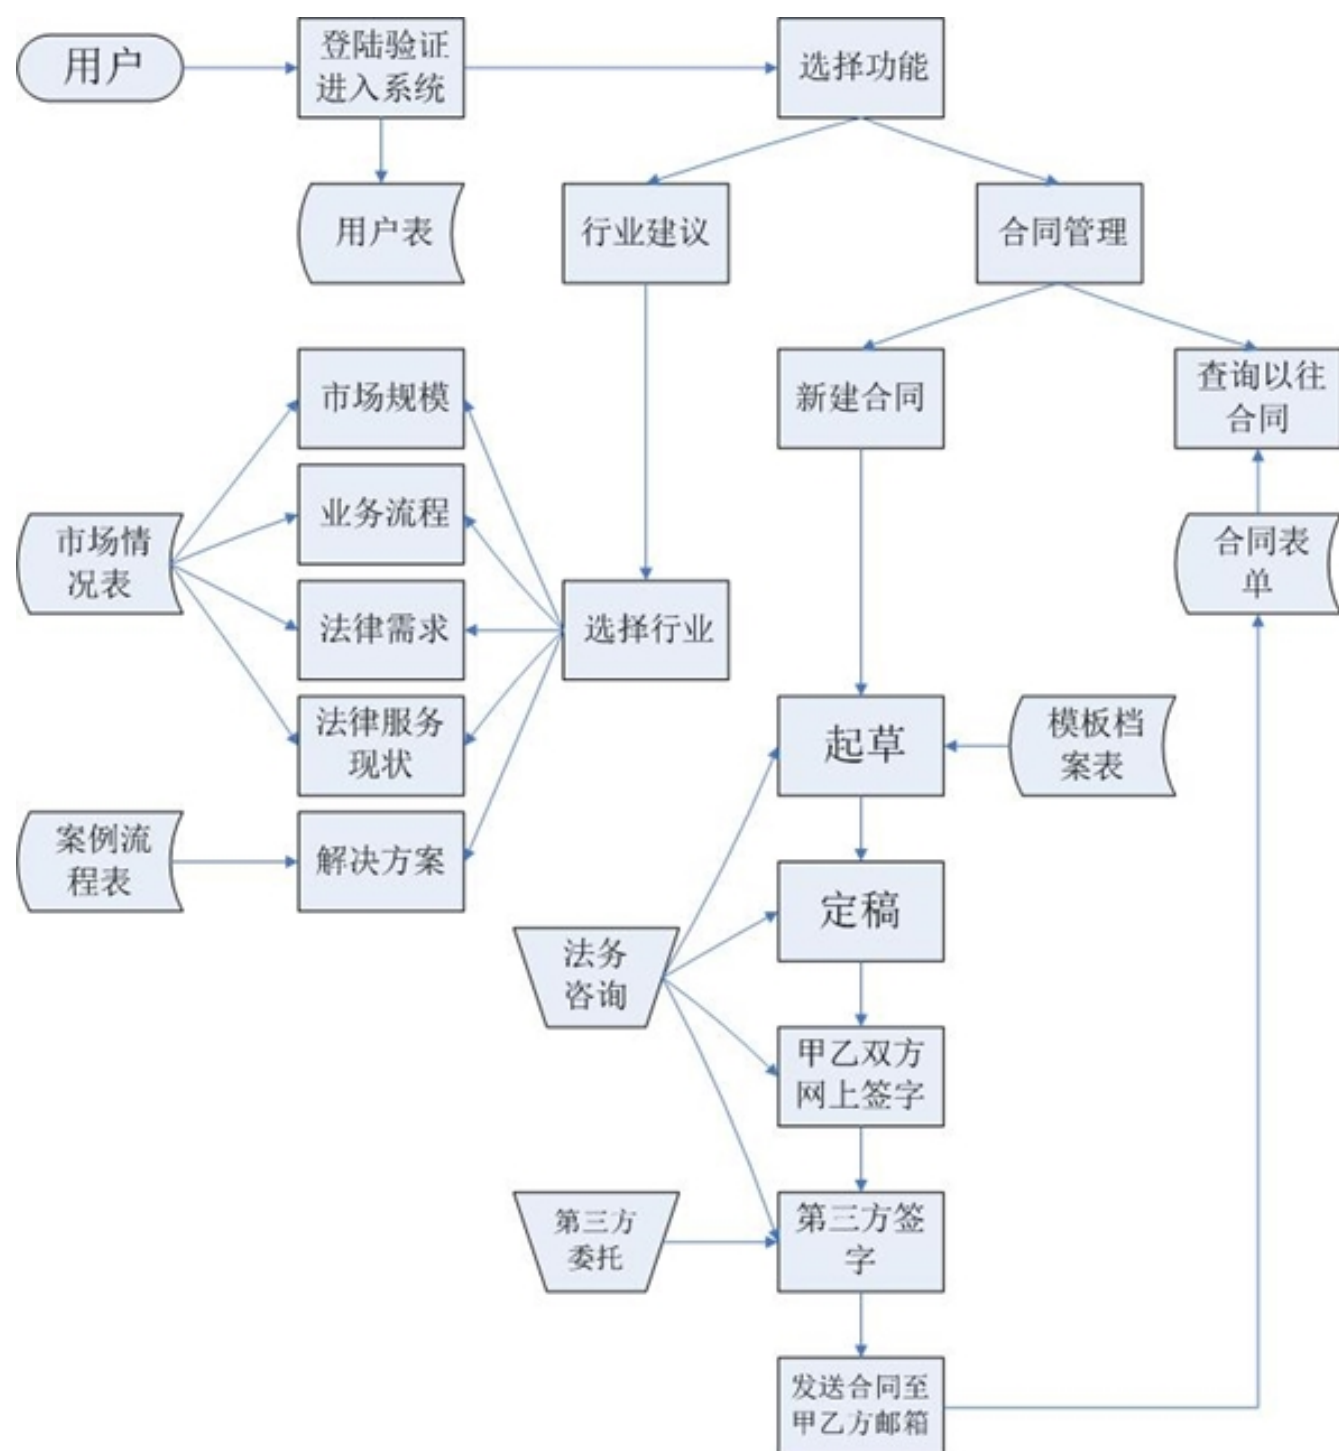 用户
登陆验证
进入系统
选择功能
用户表
行业建议
合同管理
市场规模
新建合同
查询以往
合同
业务流程
市场情
况表
合同表
单
法律需求
选择行业
法律服务
现状
起草
模板档
案表
案例流
程表
解决方案
定稿
法务
咨询
甲乙双方
网上签字
第三方
委托
第三方签
字
发送合同至
甲乙方邮箱